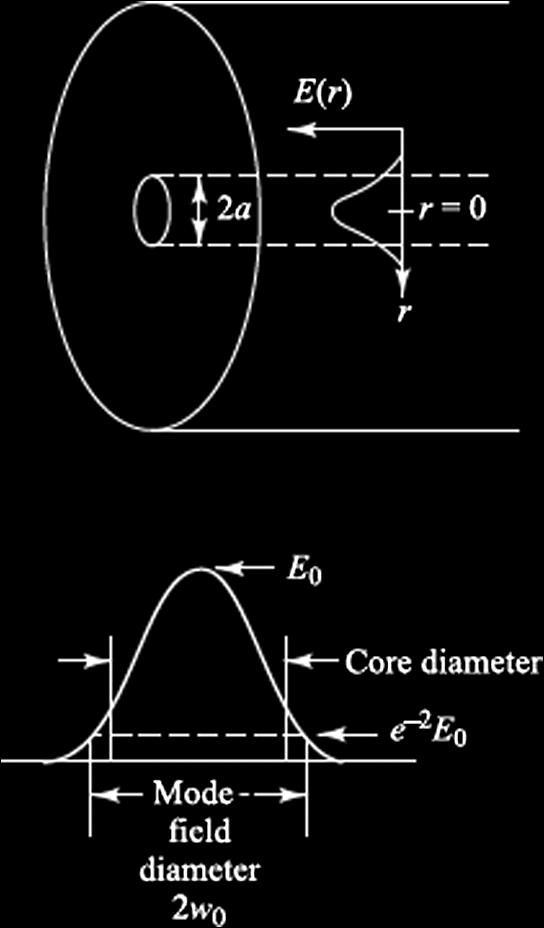 E(r)
2a
r = 0
r
E₀
Core diameter
e⁻²E₀
Mode
field
diameter
2w₀